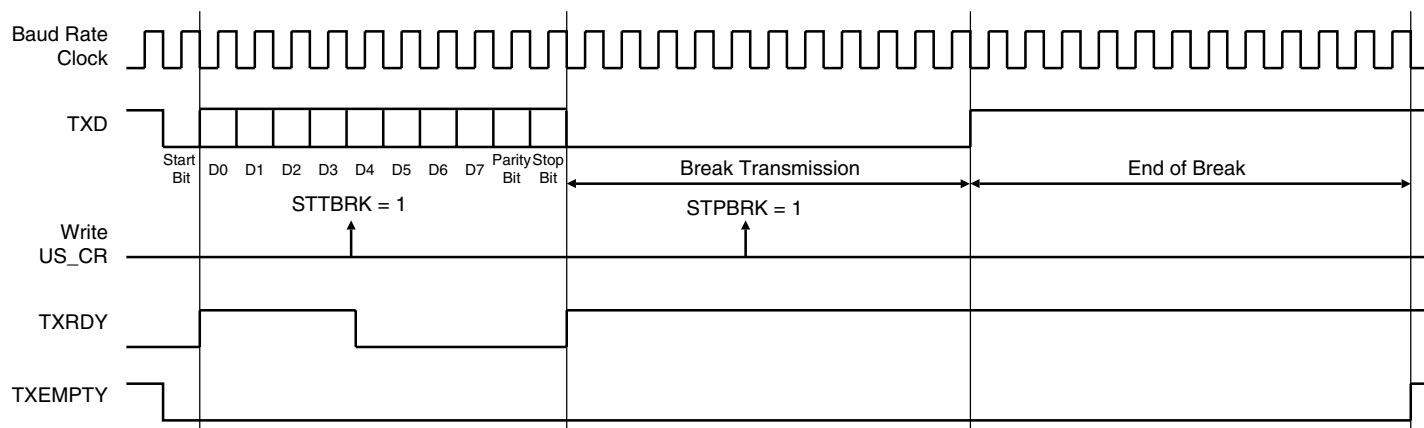 Baud Rate
Clock
TXD
Start
Bit
D0 D1 D2 D3 D4 D5 D6 D7
Parity
Bit
Stop
Bit
Break Transmission
End of Break
STTBRK = 1
STPBRK = 1
Write
US_CR
TXRDY
TXEMPTY